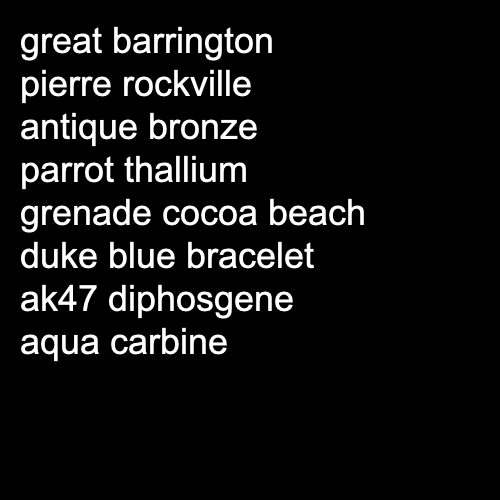 great barrington
pierre rockville
antique bronze
parrot thallium
grenade cocoa beach
duke blue bracelet
ak47 diphosgene
aqua carbine